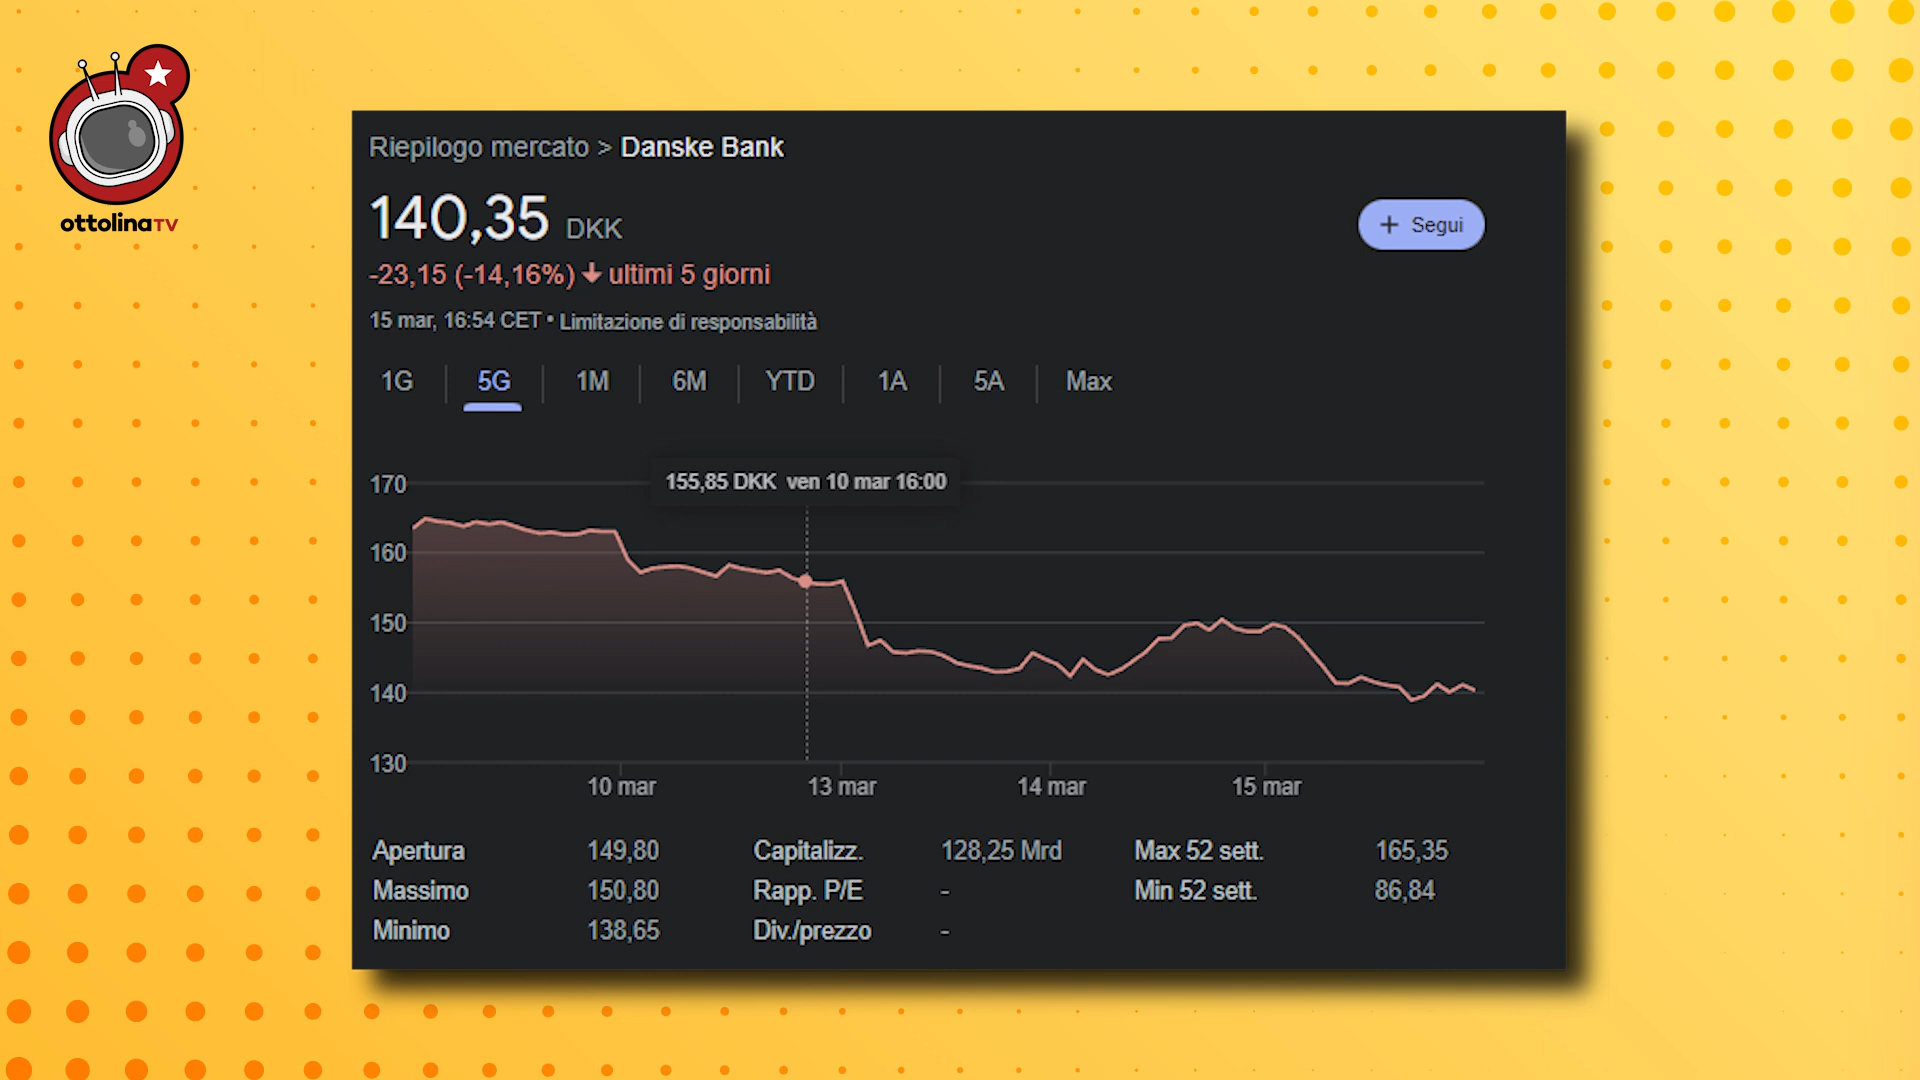 ottolinaTV
Riepilogo mercato > Danske Bank
140,35 DKK
+ Segui
-23,15 (-14,16%) ↓ ultimi 5 giorni
15 mar, 16:54 CET • Limitazione di responsabilità
1G 5G 1M 6M YTD 1A 5A Max
155,85 DKK ven 10 mar 16:00
170
160
150
140
130
10 mar 13 mar 14 mar 15 mar
Apertura 149,80 Capitalizz. 128,25 Mrd Max 52 sett. 165,35
Massimo 150,80 Rapp. P/E - Min 52 sett. 86,84
Minimo 138,65 Div./prezzo -